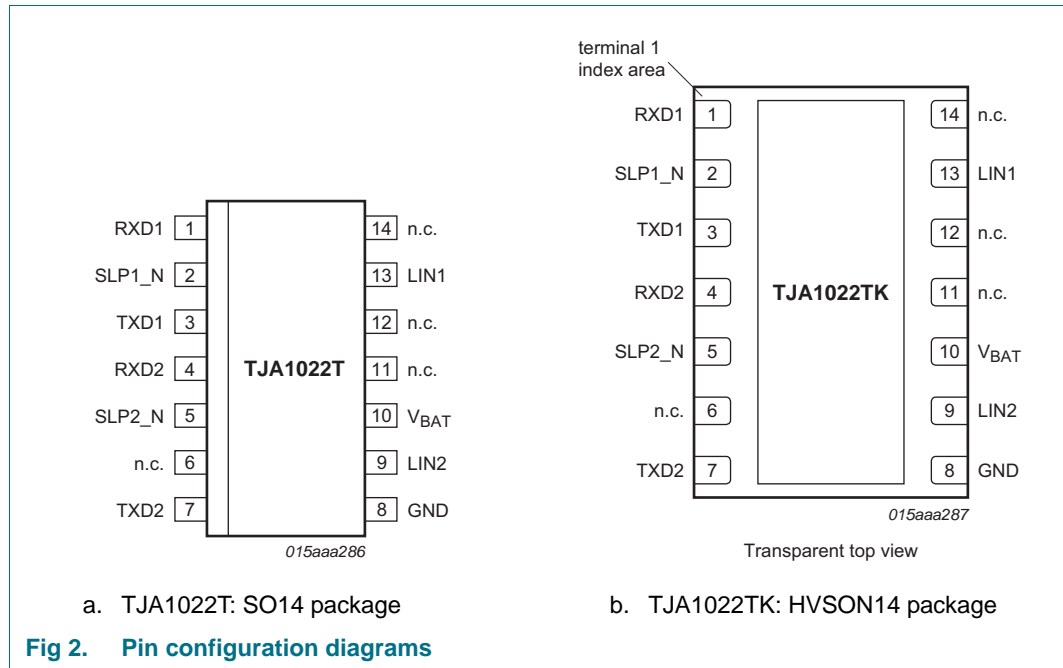 RXD1 1
SLP1_N 2
TXD1 3
RXD2 4
SLP2_N 5
n.c. 6
TXD2 7
TJA1022T
14 n.c.
13 LIN1
12 n.c.
11 n.c.
10 VBAT
9 LIN2
8 GND
015aaa286
a. TJA1022T: SO14 package
terminal 1
index area
RXD1 1
SLP1_N 2
TXD1 3
RXD2 4
SLP2_N 5
n.c. 6
TXD2 7
TJA1022TK
14 n.c.
13 LIN1
12 n.c.
11 n.c.
10 VBAT
9 LIN2
8 GND
015aaa287
Transparent top view
b. TJA1022TK: HVSON14 package
Fig 2. Pin configuration diagrams